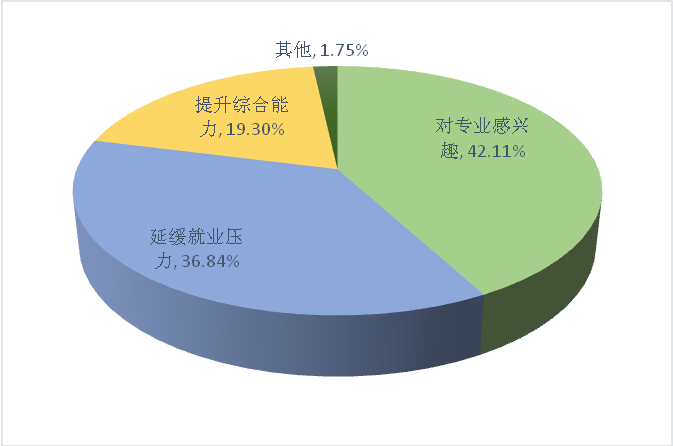 其他, 1.75%
提升综合能
力, 19.30%
对专业感兴
趣, 42.11%
延缓就业压
力, 36.84%